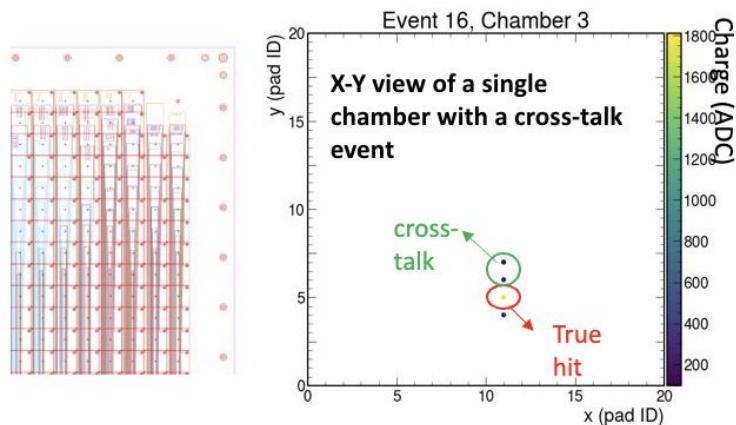 Event 16, Chamber 3
20
15
10
5
0
y (pad ID)
X-Y view of a single
chamber with a cross-talk
event
cross-
talk
True
hit
0
5
10
15
20
x (pad ID)
1800
1600
1400
1200
1000
800
600
400
200
Charge (ADC)